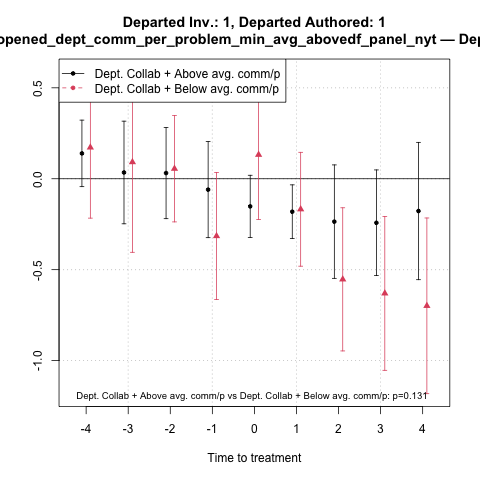 Departed Inv.: 1, Departed Authored: 1
opened_dept_comm_per_problem_min_avg_abovedf_panel_nyt — Dep
Dept. Collab + Above avg. comm/p
Dept. Collab + Below avg. comm/p
0.5
0.0
-0.5
-1.0
Dept. Collab + Above avg. comm/p vs Dept. Collab + Below avg. comm/p: p=0.131
-4 -3 -2 -1 0 1 2 3 4
Time to treatment